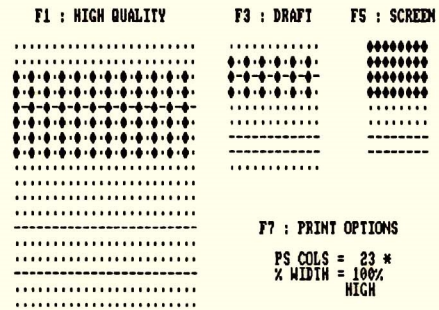 F1 : HIGH QUALITY F3 : DRAFT F5 : SCREEN
F7 : PRINT OPTIONS
PS COLS = 23 *
% WIDTH = 100%
HIGH